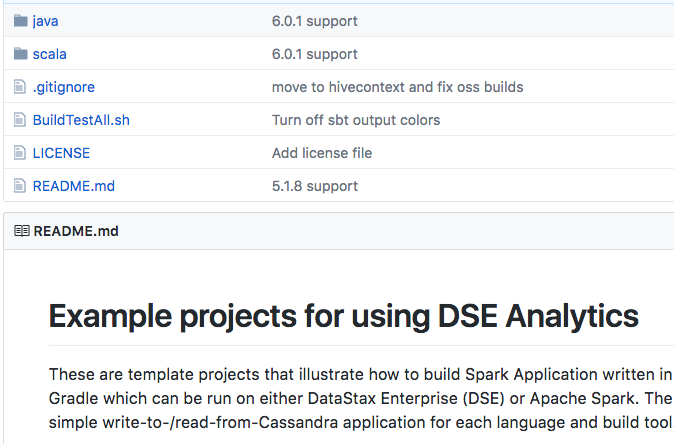 java 6.0.1 support
scala 6.0.1 support
.gitignore move to hivecontext and fix oss builds
BuildTestAll.sh Turn off sbt output colors
LICENSE Add license file
README.md 5.1.8 support
README.md
Example projects for using DSE Analytics
These are template projects that illustrate how to build Spark Application written in
Gradle which can be run on either DataStax Enterprise (DSE) or Apache Spark. The
simple write-to-/read-from-Cassandra application for each language and build tool